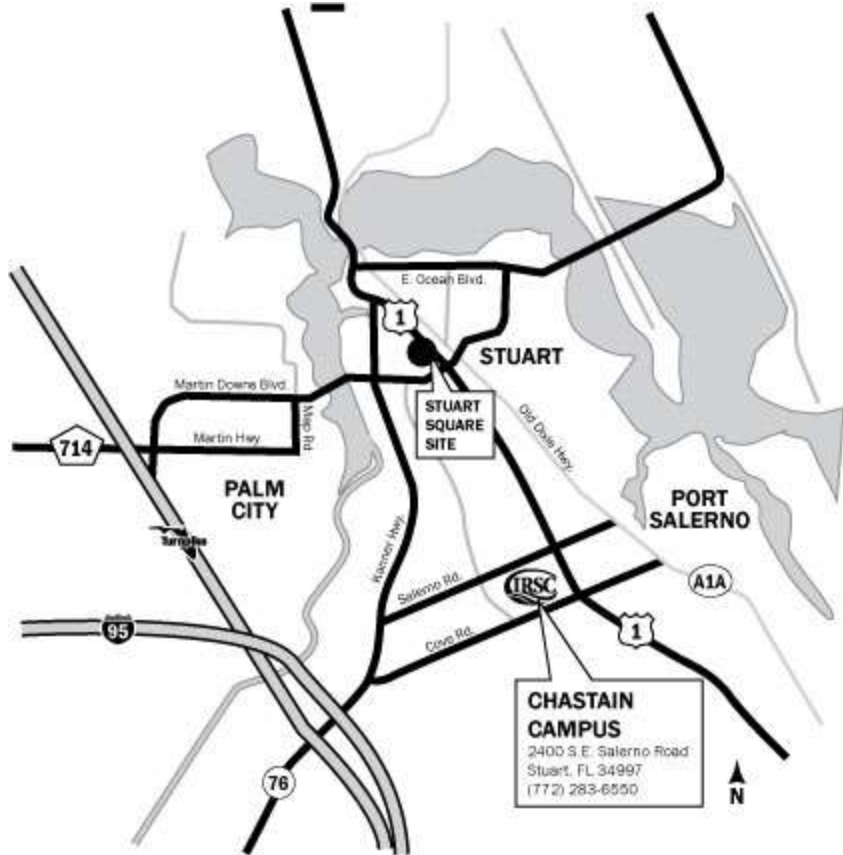 E. Ocean Blvd.
1
STUART
Martin Downs Blvd.
STUART
SQUARE
SITE
Map Rd
Old Dixie Hwy.
714
Martin Hwy
PALM
CITY
PORT
SALERNO
Turnpike
Kanner Hwy.
IRSC
Salerno Rd.
A1A
95
Cove Rd.
1
CHASTAIN
CAMPUS
2400 S.E. Salerno Road
Stuart, FL 34997
(772) 283-6550
76
N